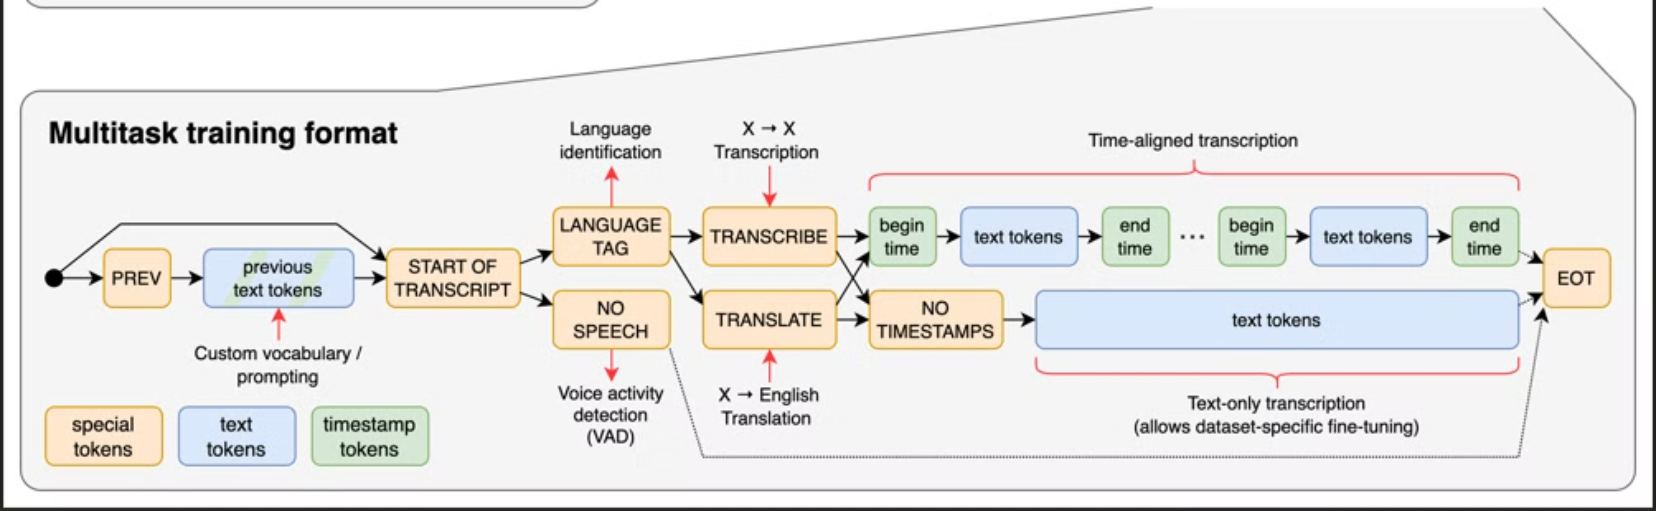 Multitask training format
Language
identification
X → X
Transcription
Time-aligned transcription
PREV
previous
text tokens
START OF
TRANSCRIPT
LANGUAGE
TAG
NO
SPEECH
TRANSCRIBE
TRANSLATE
begin
time
text tokens
end
time
...
begin
time
text tokens
end
time
NO
TIMESTAMPS
text tokens
EOT
Custom vocabulary /
prompting
Voice activity
detection
(VAD)
X → English
Translation
Text-only transcription
(allows dataset-specific fine-tuning)
special
tokens
text
tokens
timestamp
tokens